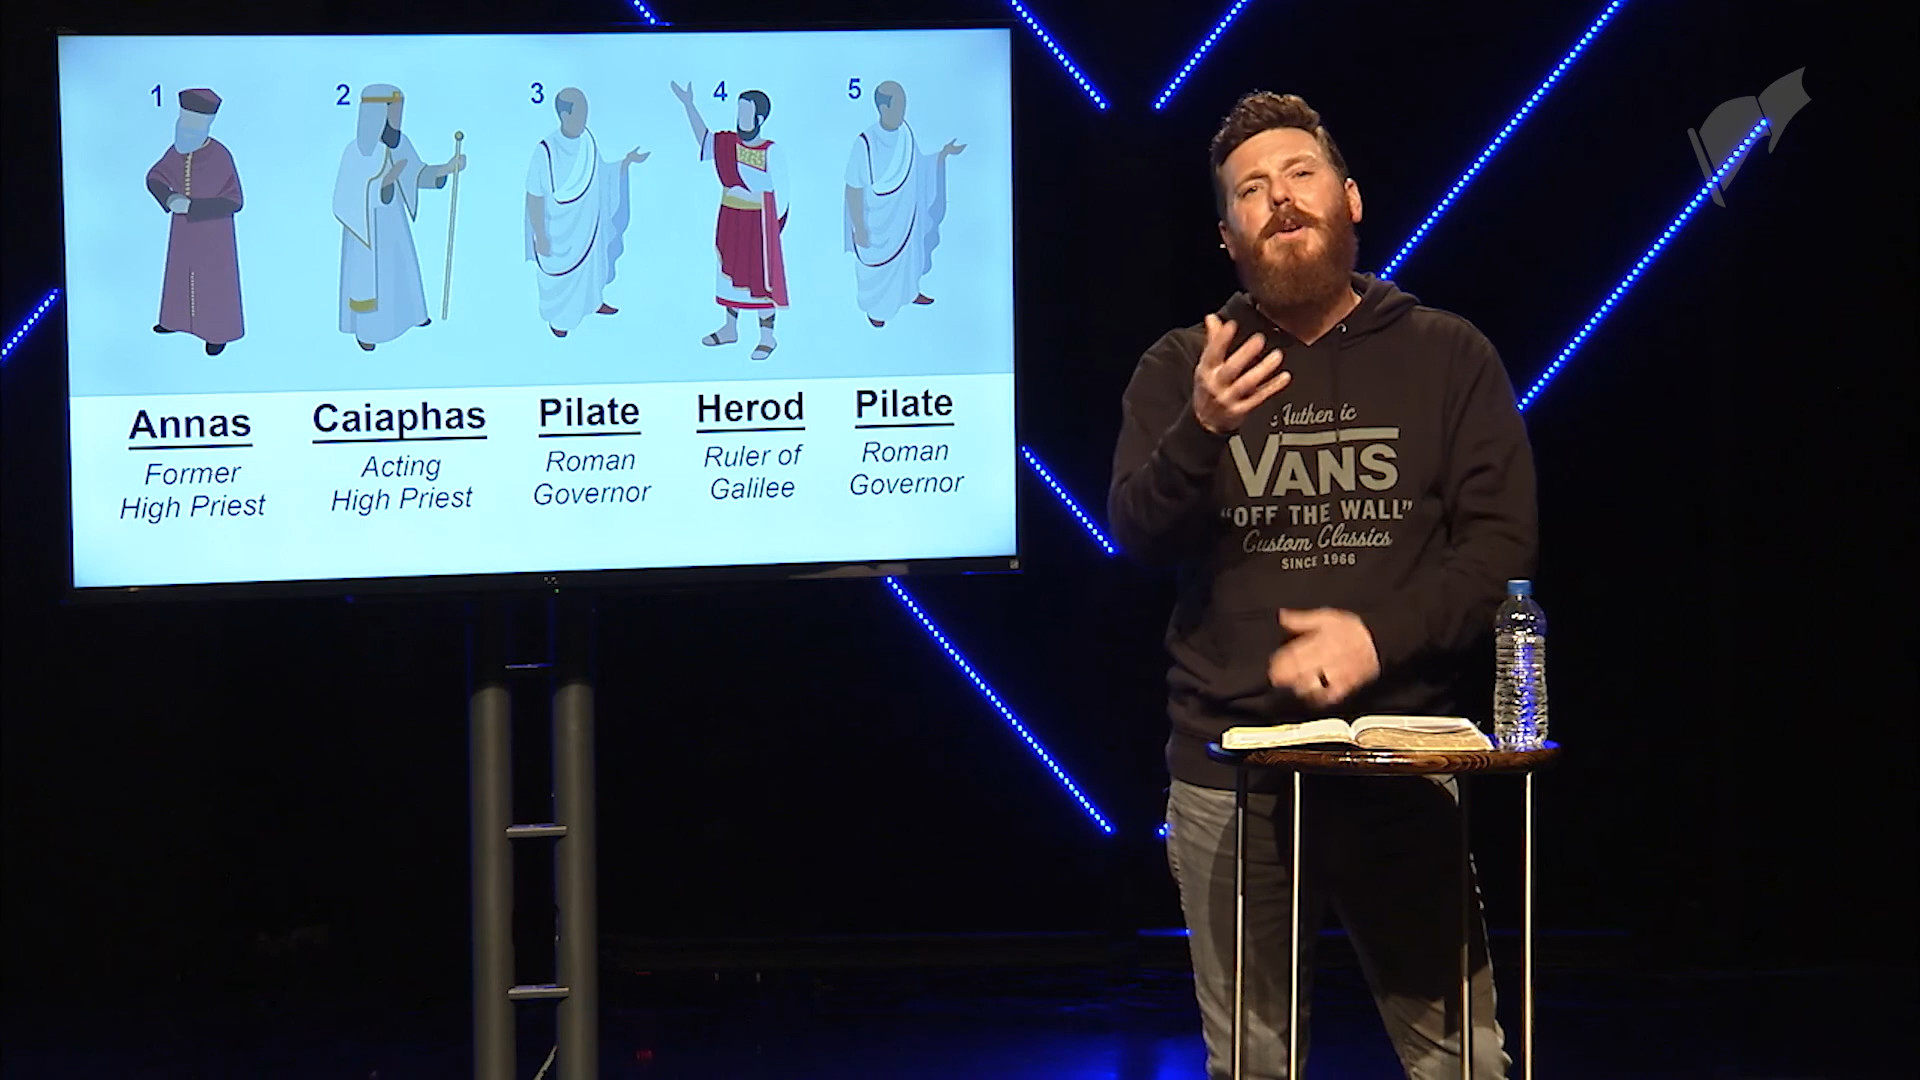 1 2 3 4 5
Annas Caiaphas Pilate Herod Pilate
Former Acting Roman Ruler of Roman
High Priest High Priest Governor Galilee Governor
Authentic
VANS
"OFF THE WALL"
Custom Classics
SINCE 1966